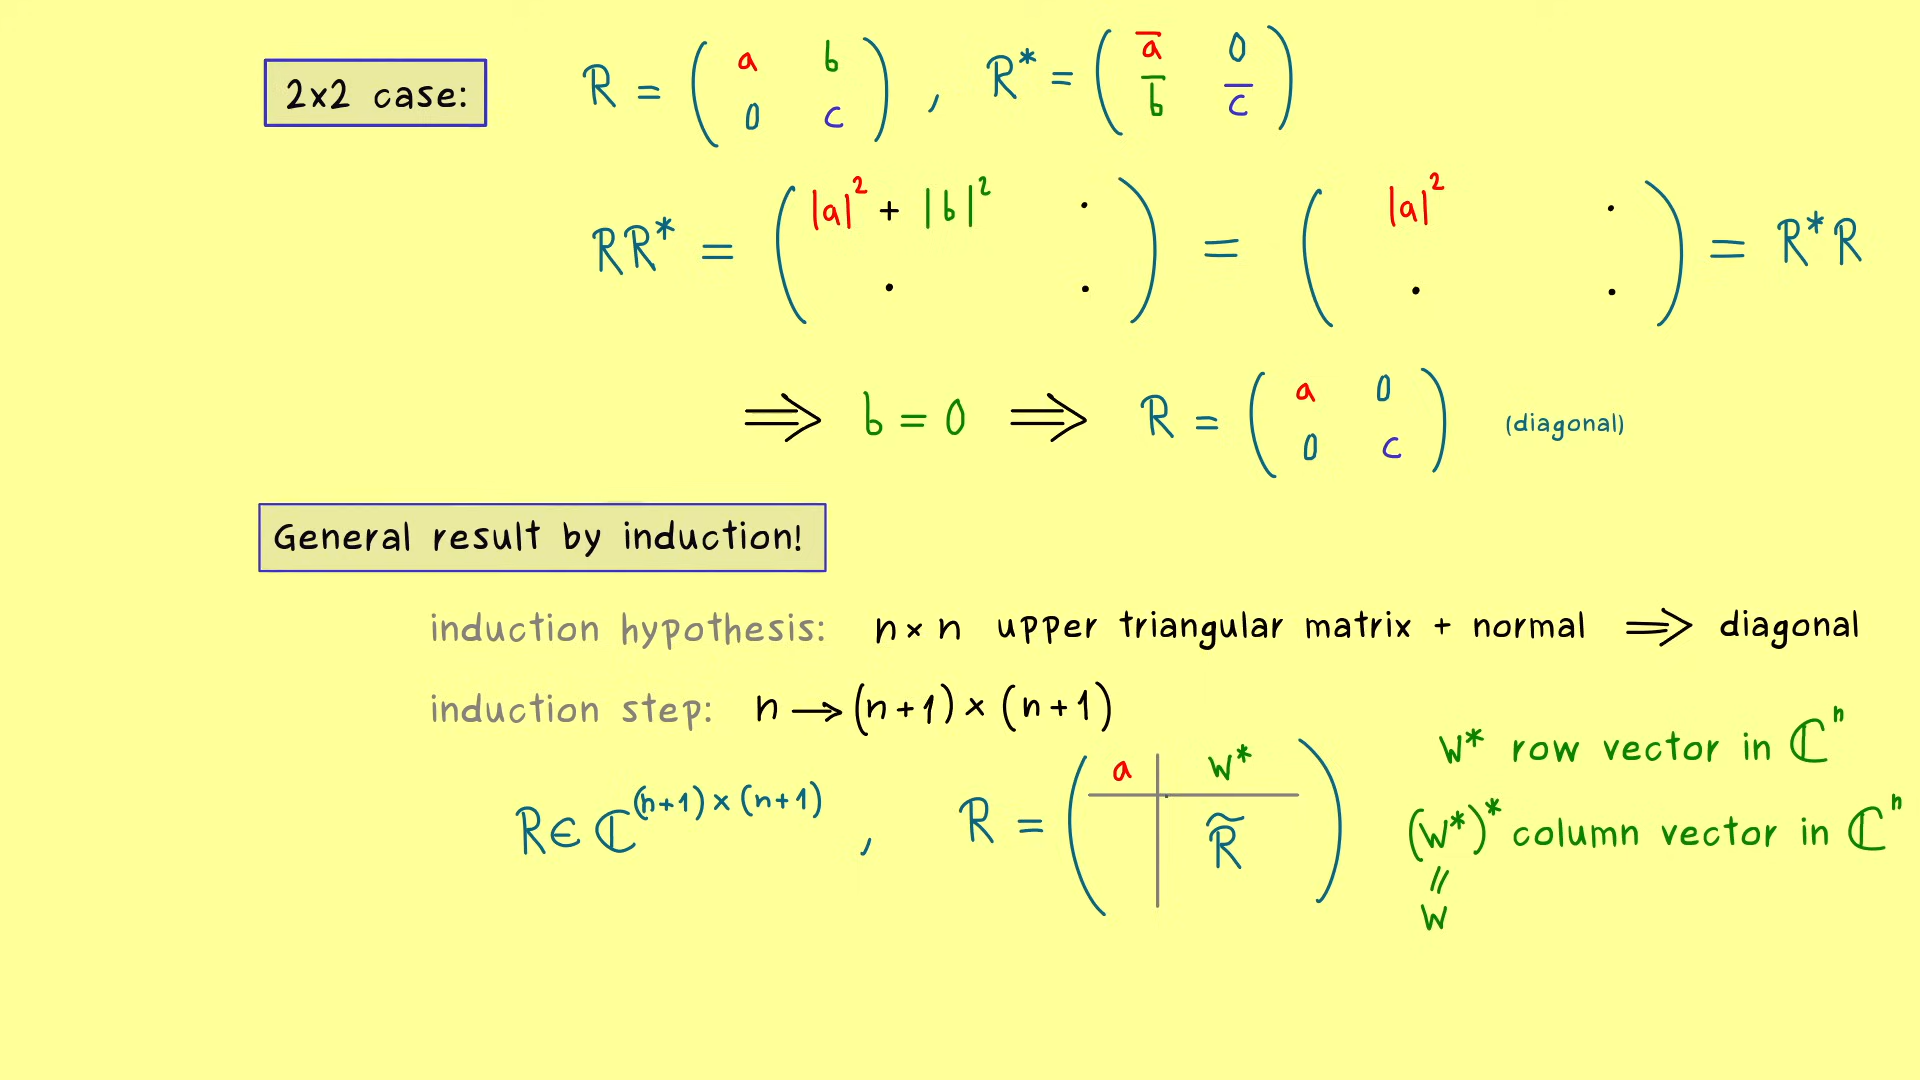 2x2 case: R = ( a b 0 c ) , R* = ( a̅ 0 b̅ c̅ )
RR* = ( |a|² + |b|² · · · ) = ( |a|² · · · ) = R*R
⟹ b = 0 ⟹ R = ( a 0 0 c ) (diagonal)
General result by induction!
induction hypothesis: n × n upper triangular matrix + normal ⟹ diagonal
induction step: n ⟶ (n+1) × (n+1)
R ∈ ℂ^(n+1)×(n+1) , R = ( a w* R̃ )
w* row vector in ℂⁿ
(w*)* column vector in ℂⁿ
=
w